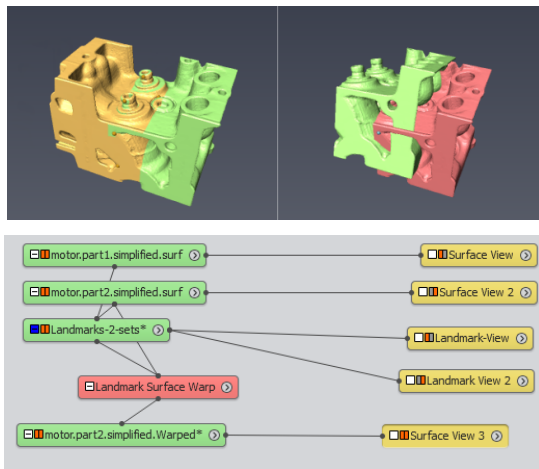 motor.part1.simplified.surf
Surface View
motor.part2.simplified.surf
Surface View 2
Landmarks-2-sets*
Landmark-View
Landmark View 2
Landmark Surface Warp
motor.part2.simplified.Warped*
Surface View 3